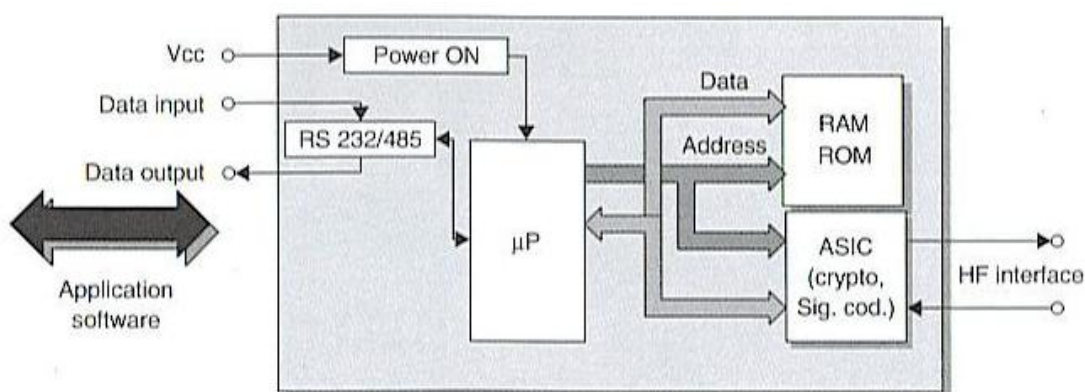 Vcc
Power ON
Data input
RS 232/485
Data output
Application
software
μP
Data
Address
RAM
ROM
ASIC
(crypto,
Sig. cod.)
HF interface